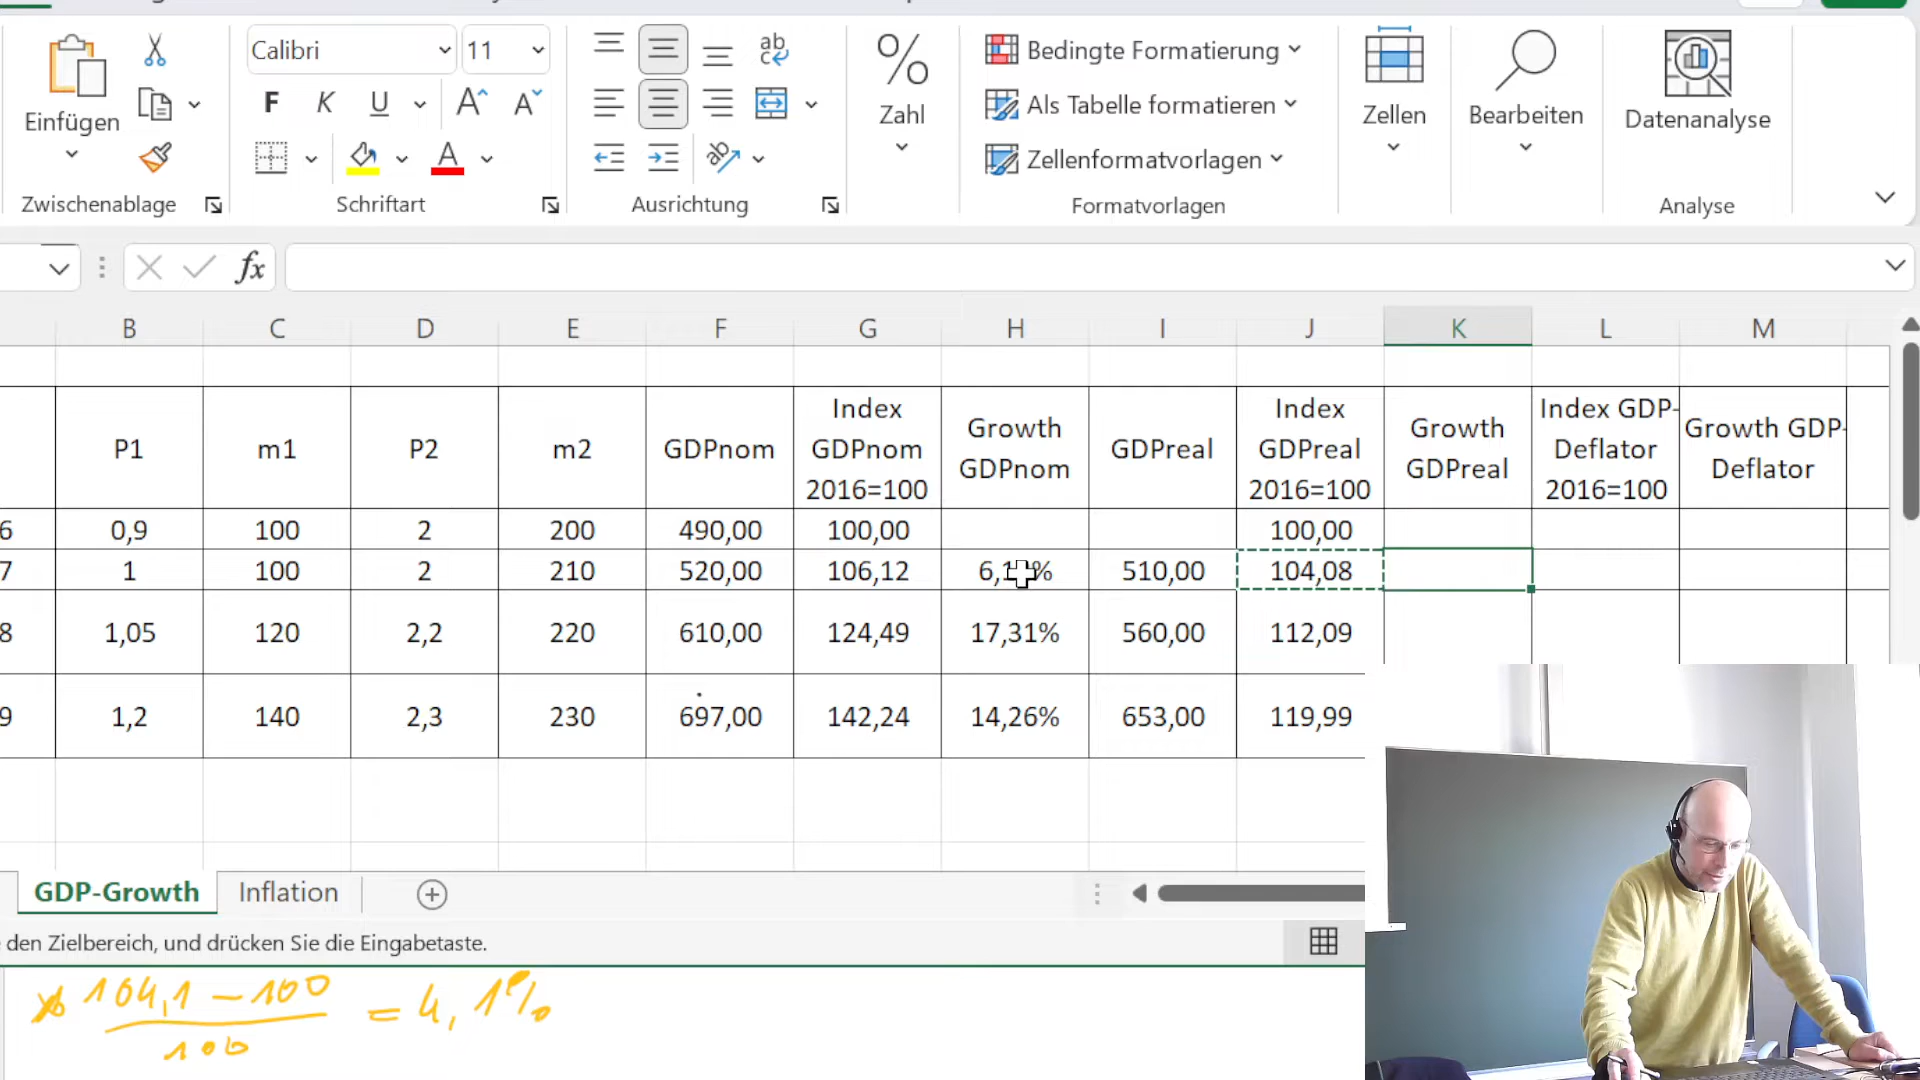 Calibri
11
ab
c
Bedingte Formatierung
Als Tabelle formatieren
Zellenformatvorlagen
Einfügen
F K U A A
Zahl
Zellen
Bearbeiten
Datenanalyse
Zwischenablage
Schriftart
Ausrichtung
Formatvorlagen
Analyse
fx
B C D E F G H I J K L M
P1 m1 P2 m2 GDPnom Index GDPnom 2016=100 Growth GDPnom GDPreal Index GDPreal 2016=100 Growth GDPreal Index GDP-Deflator 2016=100 Growth GDP-Deflator
6 0,9 100 2 200 490,00 100,00 100,00
7 1 100 2 210 520,00 106,12 510,00 104,08
8 1,05 120 2,2 220 610,00 124,49 17,31% 560,00 112,09
9 1,2 140 2,3 230 697,00 142,24 14,26% 653,00 119,99
GDP-Growth Inflation
den Zielbereich, und drücken Sie die Eingabetaste.
104,1 – 100
= 4,1%
100